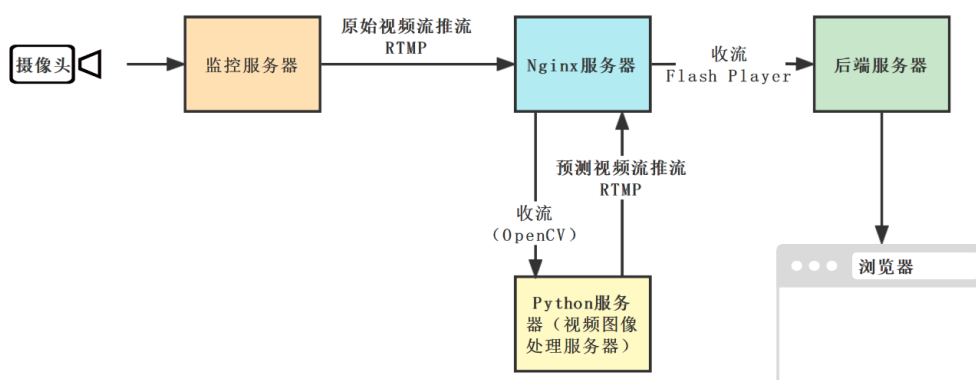 摄像头
监控服务器
原始视频流推流
RTMP
Nginx服务器
收流
Flash Player
后端服务器
预测视频流推流
RTMP
收流
（OpenCV）
Python服务
器（视频图像
处理服务器）
浏览器